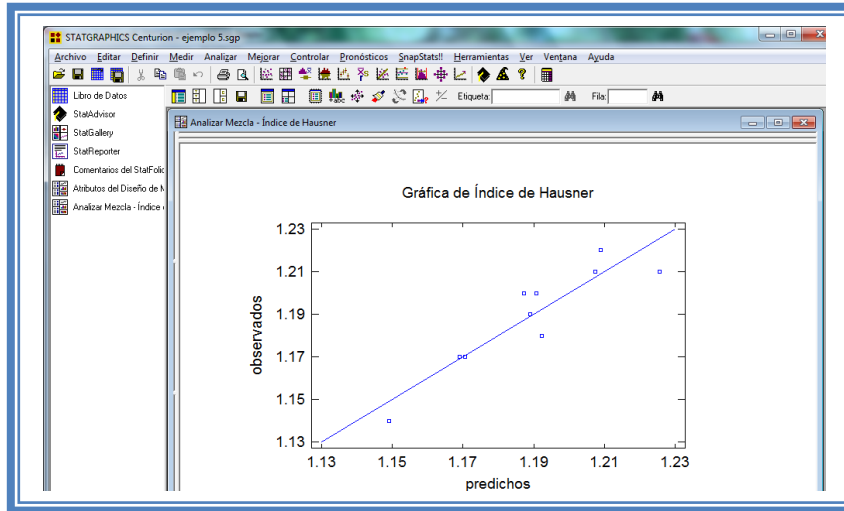 STATGRAPHICS Centurion - ejemplo 5.sgp
Archivo Editar Definir Medir Analizar Mejorar Controlar Pronósticos SnapStats!! Herramientas Ver Ventana Ayuda
Etiqueta: Fila:
Libro de Datos
StatAdvisor
StatGallery
StatReporter
Comentarios del StatFolio
Atributos del Diseño de M
Analizar Mezcla - Índice
Analizar Mezcla - Índice de Hausner
Gráfica de Índice de Hausner
observados
1.23
1.21
1.19
1.17
1.15
1.13
1.13 1.15 1.17 1.19 1.21 1.23
predichos